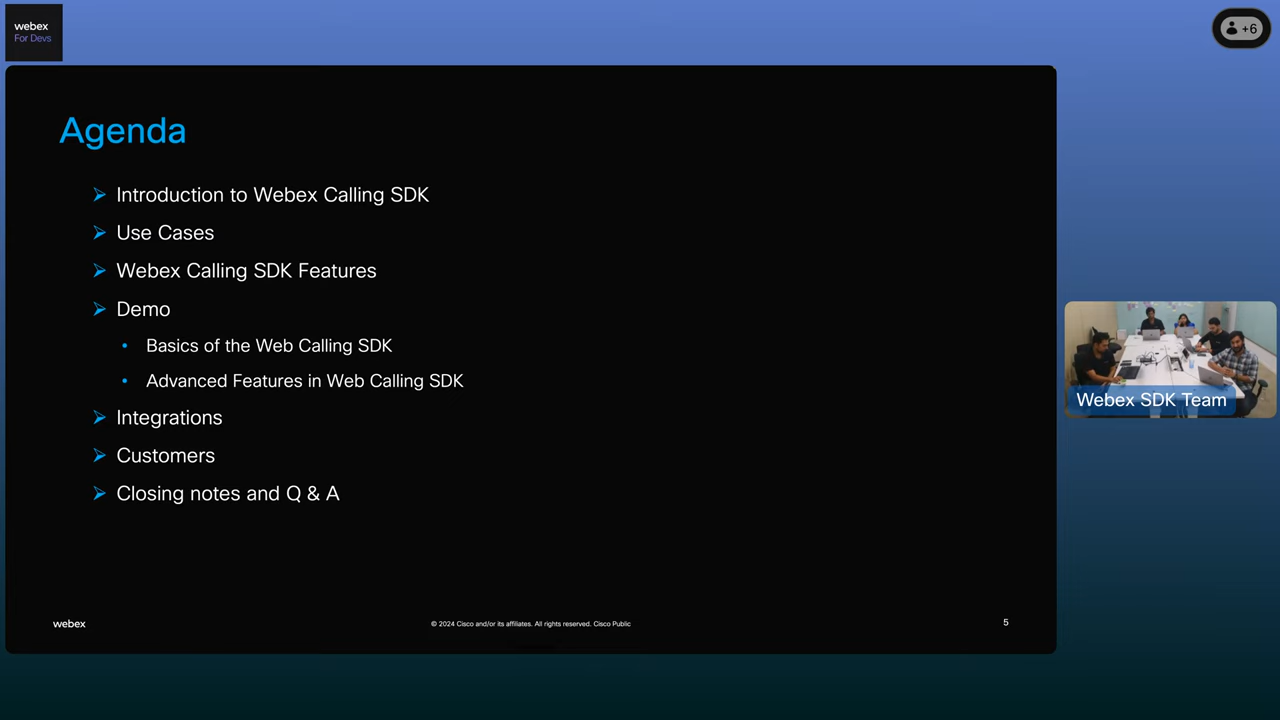 webex
For Devs
+6
Agenda
Introduction to Webex Calling SDK
Use Cases
Webex Calling SDK Features
Demo
Basics of the Web Calling SDK
Advanced Features in Web Calling SDK
Integrations
Customers
Closing notes and Q & A
Webex SDK Team
webex
© 2024 Cisco and/or its affiliates. All rights reserved. Cisco Public
5